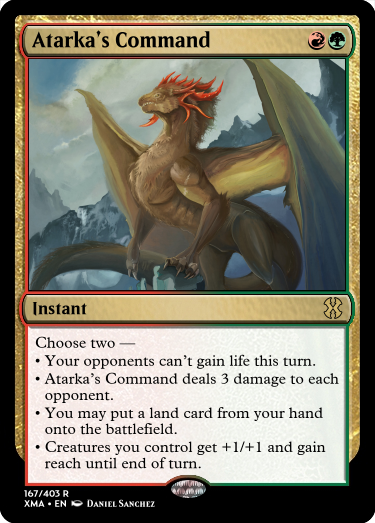 Atarka's Command
Instant
Choose two —
• Your opponents can't gain life this turn.
• Atarka's Command deals 3 damage to each
opponent.
• You may put a land card from your hand
onto the battlefield.
• Creatures you control get +1/+1 and gain
reach until end of turn.
167/403 R
XMA • EN Daniel Sanchez